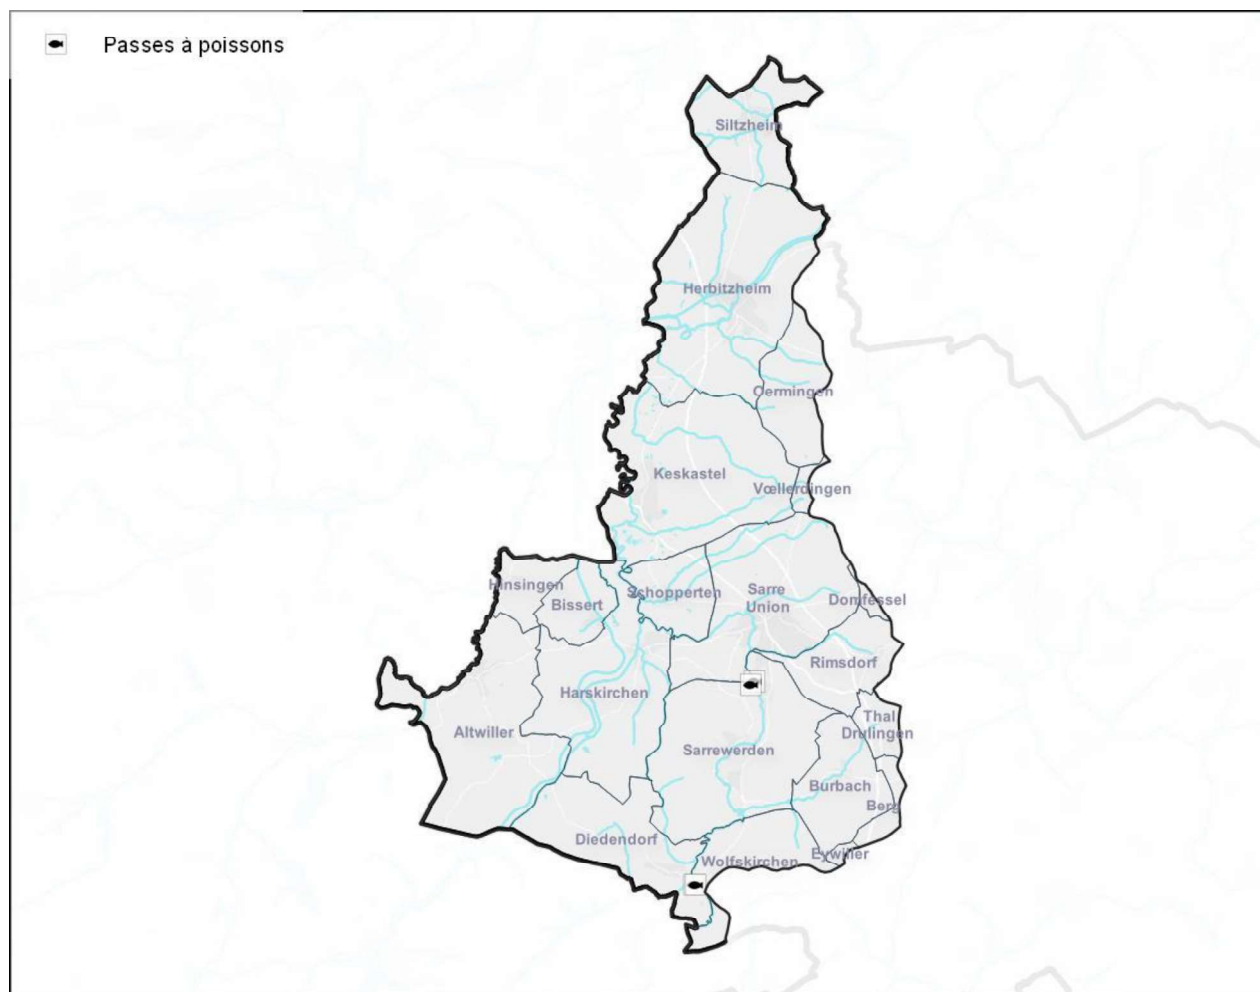 Passes à poissons
Siltzheim
Herbitzheim
Oermingen
Keskastel
Vœllerdingen
Hinsingen
Bissert
Schopperten
Sarre
Union
Domfessel
Rimsdorf
Harskirchen
Thal
Drulingen
Altwiller
Sarrewerden
Burbach
Berg
Diedendorf
Wolfskirchen
Eywiller